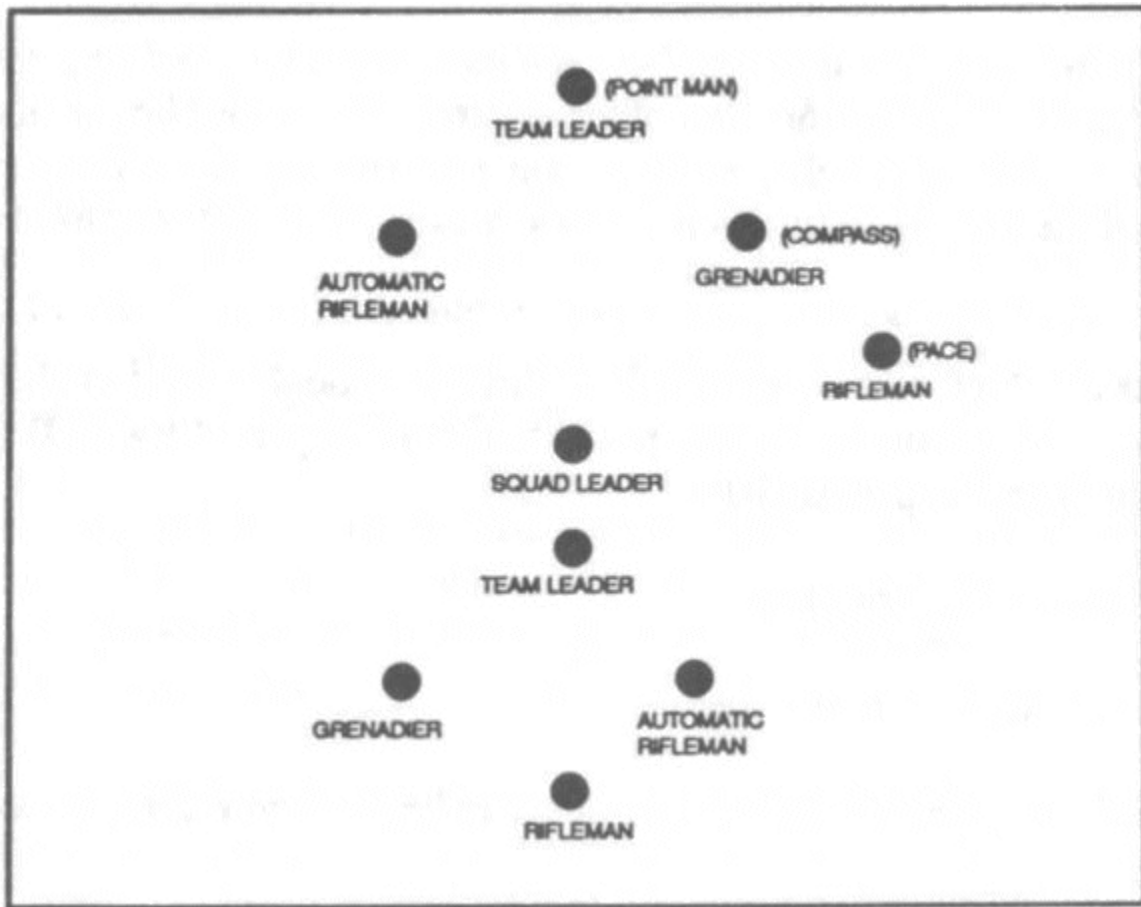 (POINT MAN)
TEAM LEADER
(COMPASS)
AUTOMATIC
RIFLEMAN
GRENADIER
(PACE)
RIFLEMAN
SQUAD LEADER
TEAM LEADER
GRENADIER
AUTOMATIC
RIFLEMAN
RIFLEMAN